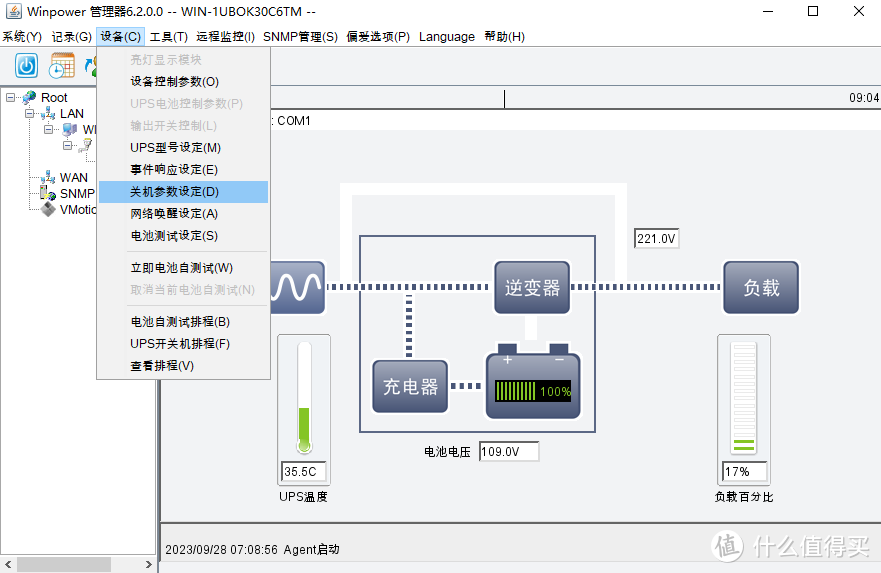 Winpower 管理器6.2.0.0 -- WIN-1UBOK30C6TM --
系统(Y) 记录(G) 设备(C) 工具(T) 远程监控(I) SNMP管理(S) 偏爱选项(P) Language 帮助(H)
亮灯显示模块
设备控制参数(O)
UPS电池控制参数(P)
输出开关控制(L)
UPS型号设定(M)
事件响应设定(E)
关机参数设定(D)
网络唤醒设定(A)
电池测试设定(S)
立即电池自测试(W)
取消当前电池自测试(N)
电池自测试排程(B)
UPS开关机排程(F)
查看排程(V)
Root
LAN
WI
WAN
SNMP
VMotio
09:04
: COM1
221.0V
逆变器
负载
充电器
+ −
100%
电池电压 109.0V
35.5C
UPS温度
17%
负载百分比
2023/09/28 07:08:56 Agent启动
值 什么值得买